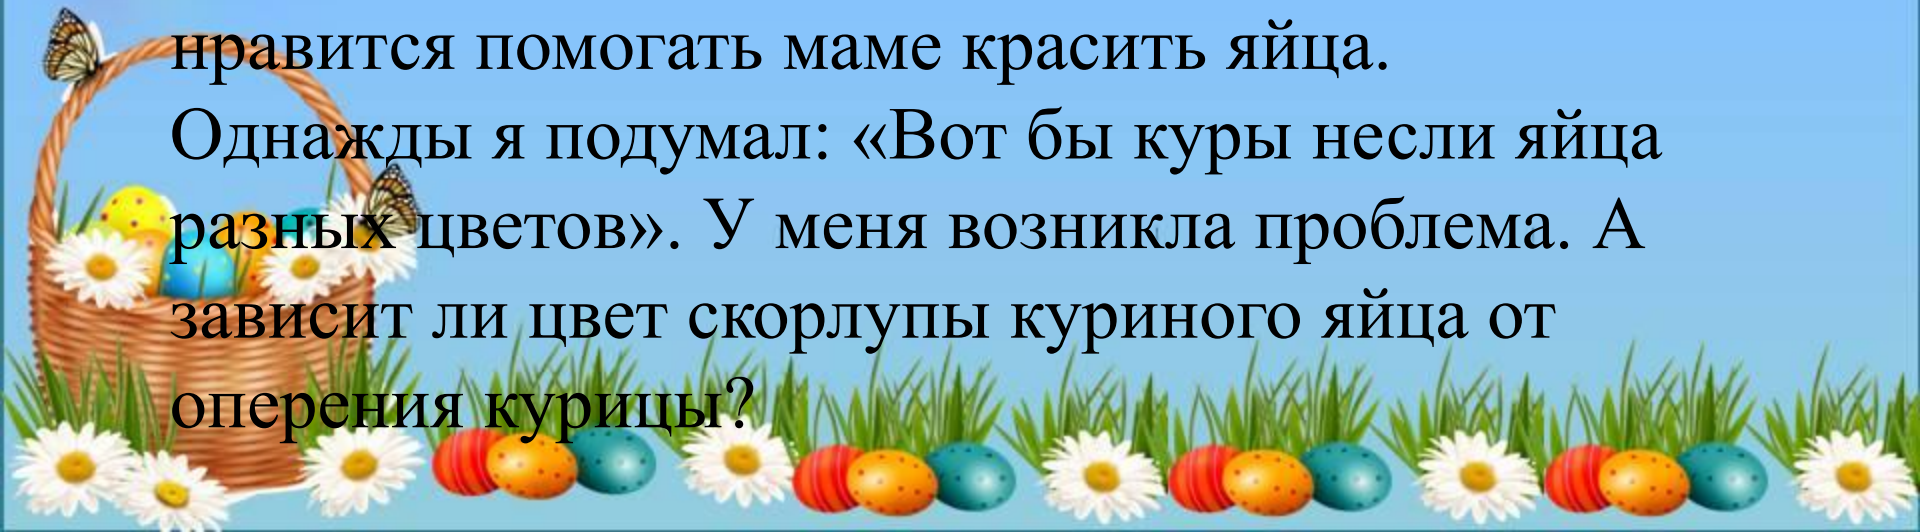 нравится помогать маме красить яйца.
Однажды я подумал: «Вот бы куры несли яйца
разных цветов». У меня возникла проблема. А
зависит ли цвет скорлупы куриного яйца от
оперения курицы?